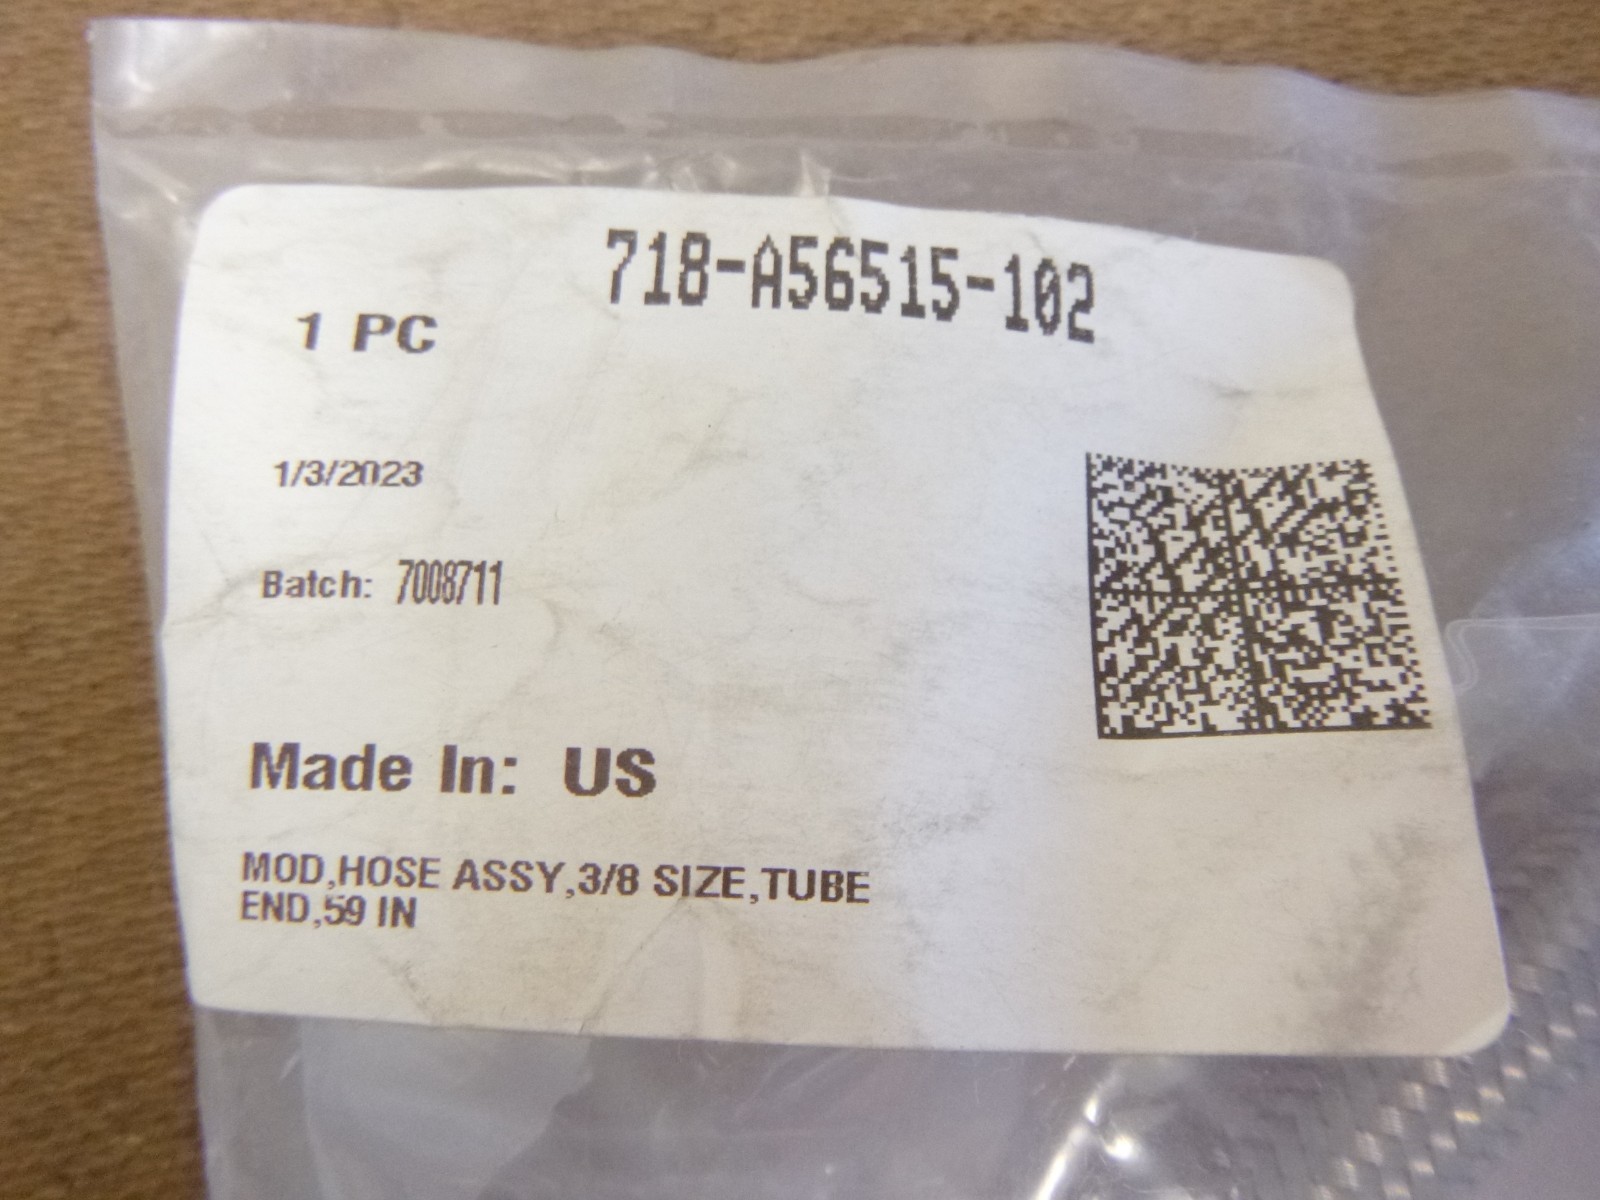 718-A56515-102
1 PC
1/3/2023
Batch: 7008711
Made In: US
MOD,HOSE ASSY,3/8 SIZE,TUBE
END,59 IN